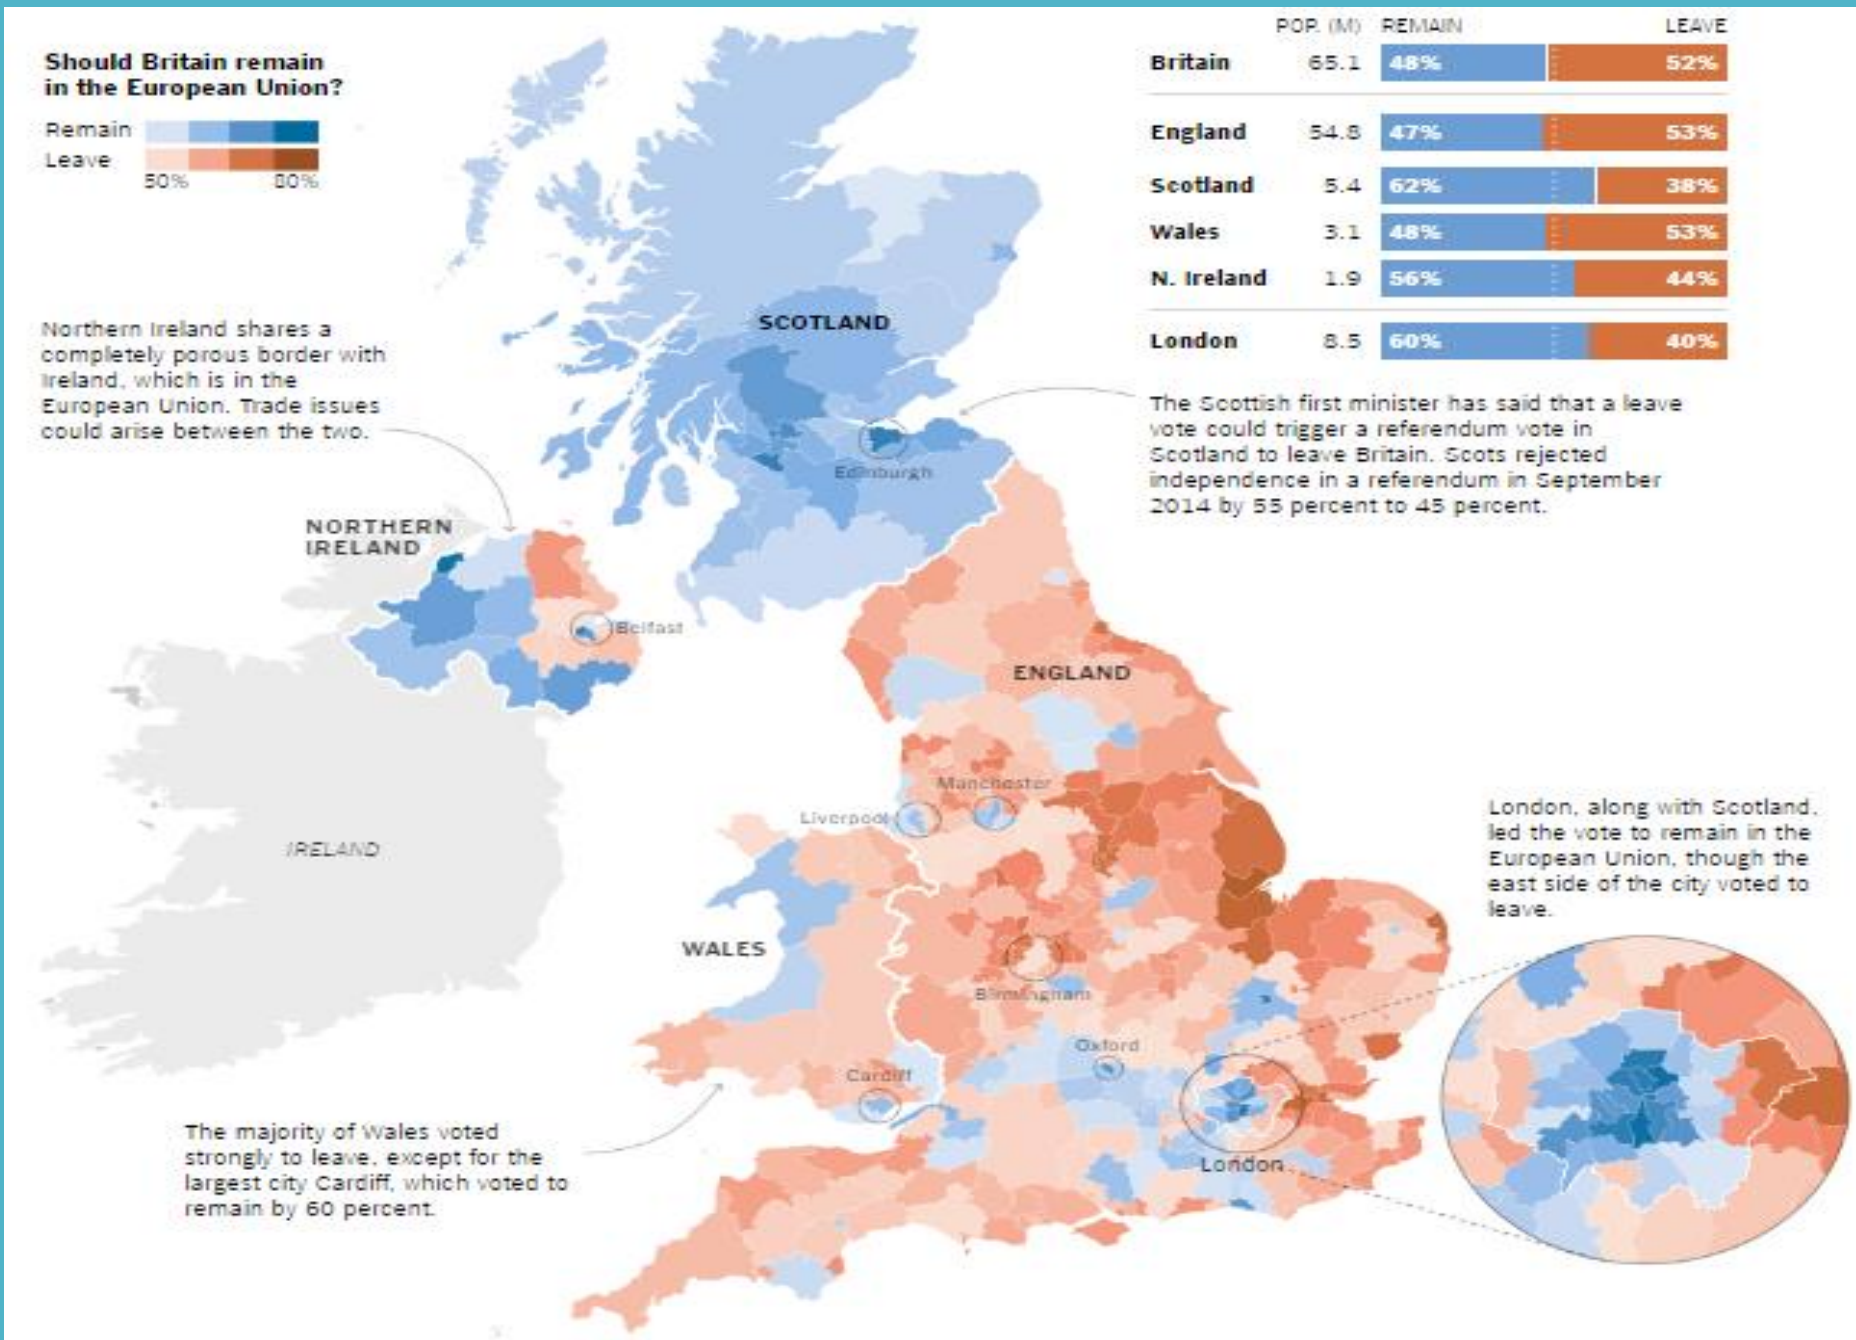 Should Britain remain
in the European Union?
Remain
Leave
50% 80%
POP. (M) REMAIN LEAVE
Britain 65.1 48% 52%
England 54.8 47% 53%
Scotland 5.4 62% 38%
Wales 3.1 48% 53%
N. Ireland 1.9 56% 44%
London 8.5 60% 40%
Northern Ireland shares a
completely porous border with
Ireland, which is in the
European Union. Trade issues
could arise between the two.
SCOTLAND
The Scottish first minister has said that a leave
vote could trigger a referendum vote in
Scotland to leave Britain. Scots rejected
independence in a referendum in September
2014 by 55 percent to 45 percent.
Edinburgh
NORTHERN
IRELAND
Belfast
ENGLAND
Manchester
Liverpool
IRELAND
London, along with Scotland,
led the vote to remain in the
European Union, though the
east side of the city voted to
leave.
WALES
Birmingham
Oxford
Cardiff
London
The majority of Wales voted
strongly to leave, except for the
largest city Cardiff, which voted to
remain by 60 percent.